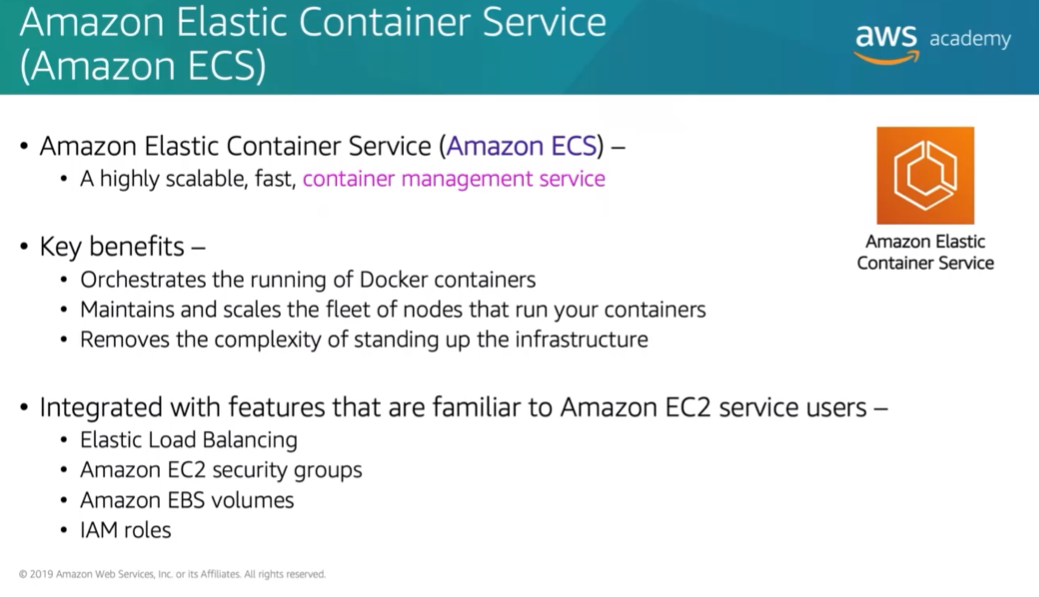 Amazon Elastic Container Service
(Amazon ECS)
aws academy
• Amazon Elastic Container Service (Amazon ECS) –
• A highly scalable, fast, container management service
Amazon Elastic
Container Service
• Key benefits –
• Orchestrates the running of Docker containers
• Maintains and scales the fleet of nodes that run your containers
• Removes the complexity of standing up the infrastructure
• Integrated with features that are familiar to Amazon EC2 service users –
• Elastic Load Balancing
• Amazon EC2 security groups
• Amazon EBS volumes
• IAM roles
© 2019 Amazon Web Services, Inc. or its Affiliates. All rights reserved.